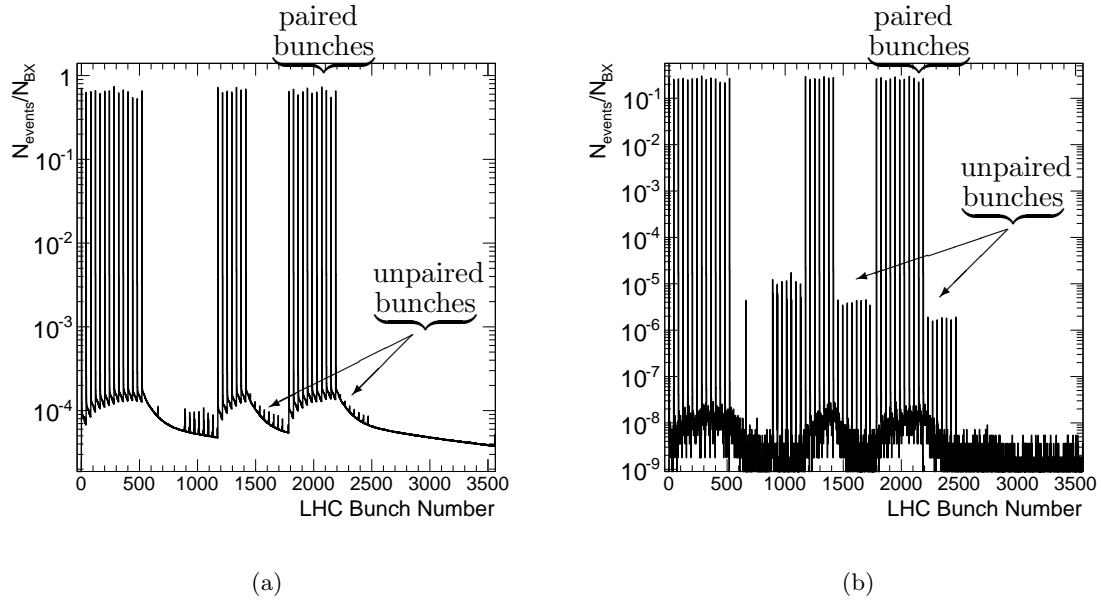 paired
bunches
N_events/N_BX
1
10^-1
10^-2
10^-3
10^-4
unpaired
bunches
0 500 1000 1500 2000 2500 3000 3500
LHC Bunch Number
(a)
paired
bunches
N_events/N_BX
10^-1
10^-2
10^-3
10^-4
10^-5
10^-6
10^-7
10^-8
10^-9
unpaired
bunches
0 500 1000 1500 2000 2500 3000 3500
LHC Bunch Number
(b)